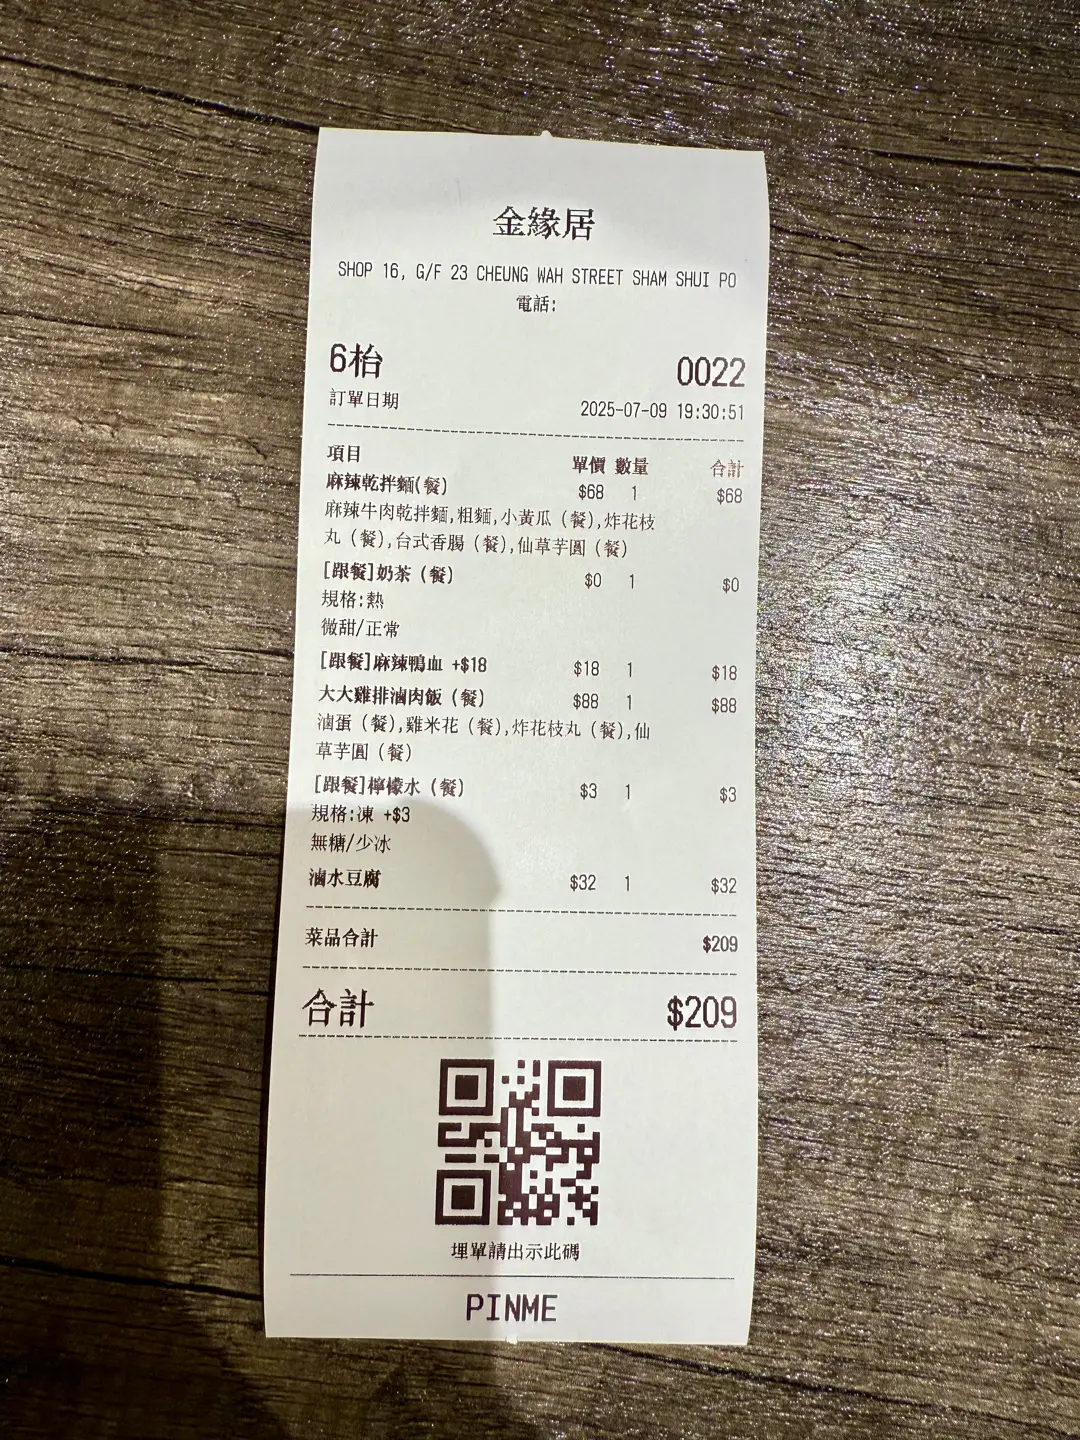 金緣居
SHOP 16, G/F 23 CHEUNG WAH STREET SHAM SHUI PO
電話:
6枱 0022
訂單日期 2025-07-09 19:30:51
項目 單價 數量 合計
麻辣乾拌麵(餐) $68 1 $68
麻辣牛肉乾拌麵,粗麵,小黃瓜 (餐),炸花枝
丸 (餐),台式香腸 (餐),仙草芋圓 (餐)
[跟餐]奶茶 (餐) $0 1 $0
規格:熱
微甜/正常
[跟餐]麻辣鴨血 +$18 $18 1 $18
大大雞排滷肉飯 (餐) $88 1 $88
滷蛋 (餐),雞米花 (餐),炸花枝丸 (餐),仙
草芋圓 (餐)
[跟餐]檸檬水 (餐) $3 1 $3
規格:凍 +$3
無糖/少冰
滷水豆腐 $32 1 $32
菜品合計 $209
合計 $209
埋單請出示此碼
PINME